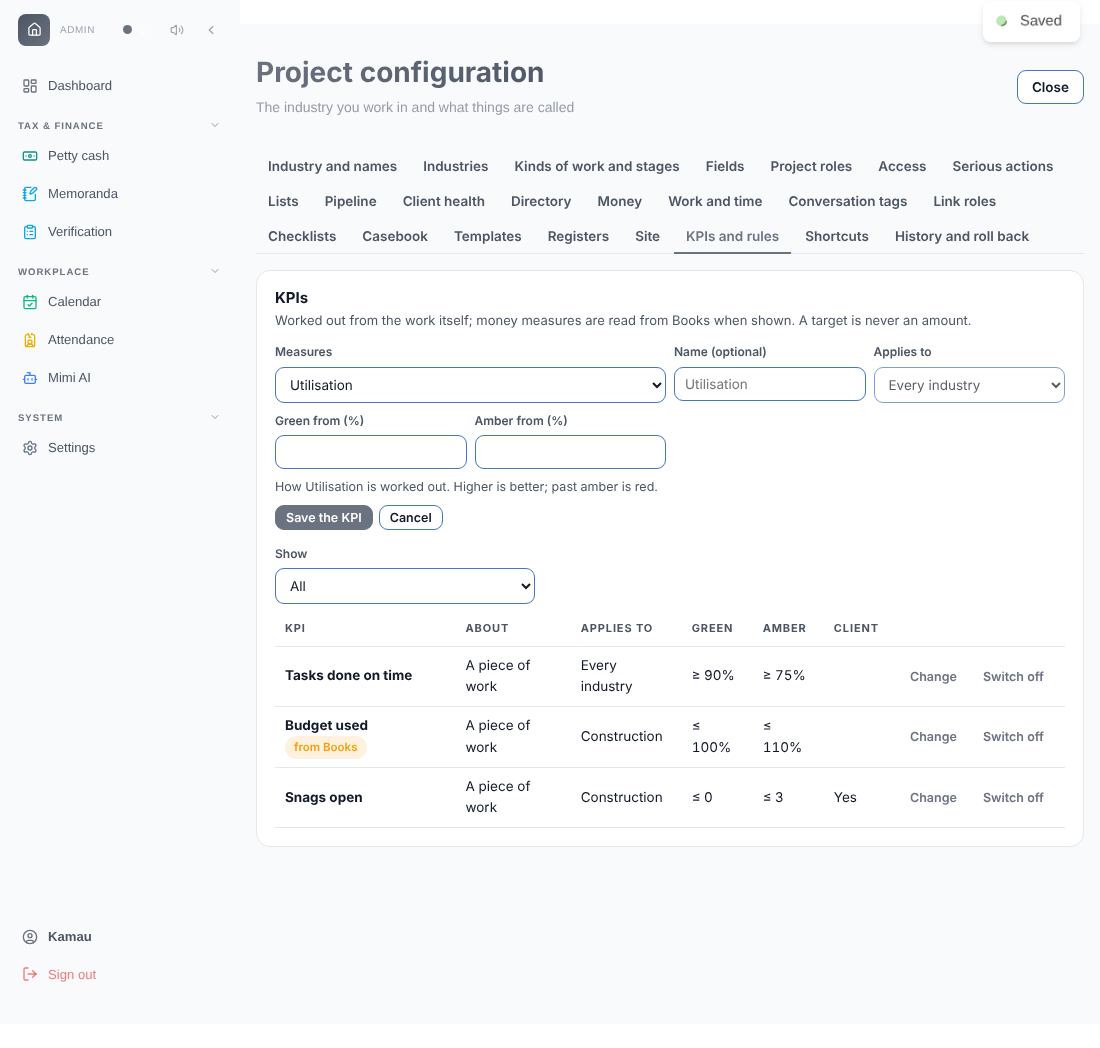 ADMIN
Saved
Dashboard
TAX & FINANCE
Petty cash
Memoranda
Verification
WORKPLACE
Calendar
Attendance
Mimi AI
SYSTEM
Settings
Kamau
Sign out
Project configuration
The industry you work in and what things are called
Close
Industry and names Industries Kinds of work and stages Fields Project roles Access Serious actions
Lists Pipeline Client health Directory Money Work and time Conversation tags Link roles
Checklists Casebook Templates Registers Site KPIs and rules Shortcuts History and roll back
KPIs
Worked out from the work itself; money measures are read from Books when shown. A target is never an amount.
Measures Name (optional) Applies to
Utilisation Utilisation Every industry
Green from (%) Amber from (%)
How Utilisation is worked out. Higher is better; past amber is red.
Save the KPI Cancel
Show
All
KPI ABOUT APPLIES TO GREEN AMBER CLIENT
Tasks done on time A piece of work Every industry ≥ 90% ≥ 75% Change Switch off
Budget used from Books A piece of work Construction ≤ 100% ≤ 110% Change Switch off
Snags open A piece of work Construction ≤ 0 ≤ 3 Yes Change Switch off